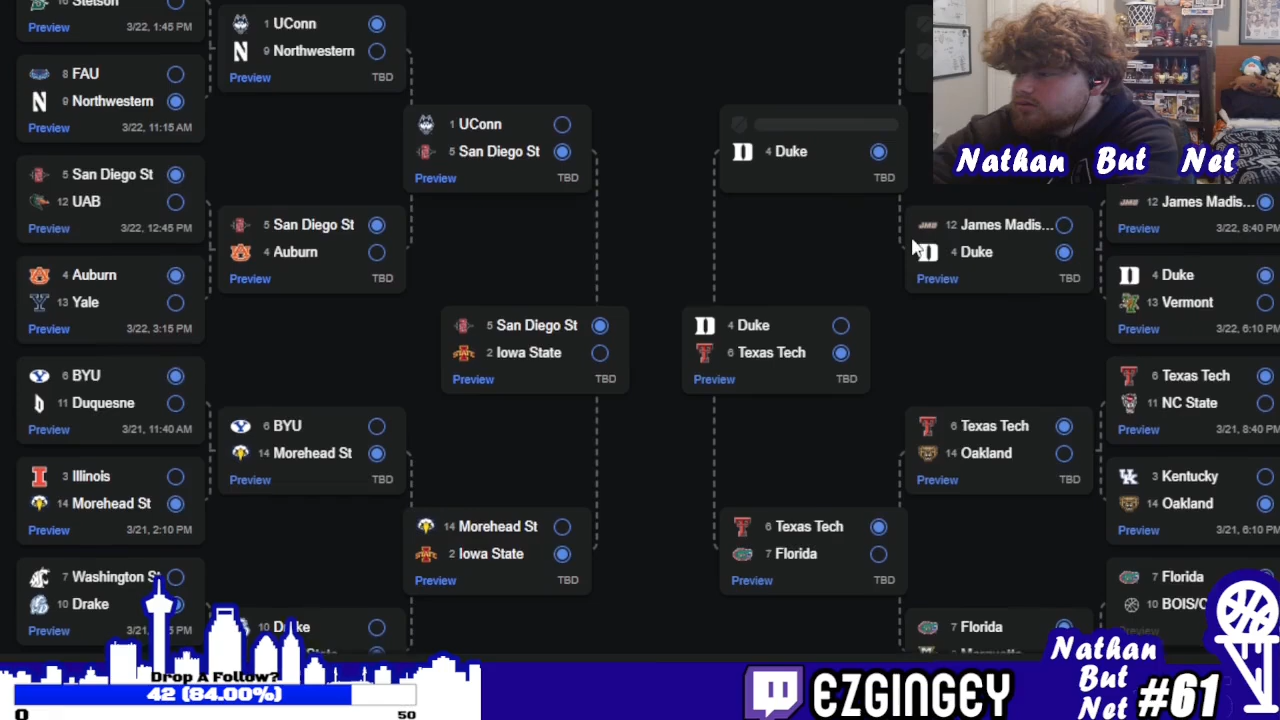 16 Stetson
Preview 3/22, 1:45 PM
8 FAU
9 Northwestern
Preview 3/22, 11:15 AM
5 San Diego St
12 UAB
Preview 3/22, 12:45 PM
4 Auburn
13 Yale
Preview 3/22, 3:15 PM
6 BYU
11 Duquesne
Preview 3/21, 11:40 AM
3 Illinois
14 Morehead St
Preview 3/21, 2:10 PM
7 Washington St
10 Drake
Preview 3/21,
1 UConn
9 Northwestern
Preview TBD
5 San Diego St
4 Auburn
Preview TBD
6 BYU
14 Morehead St
Preview TBD
10 Drake
1 UConn
5 San Diego St
Preview TBD
5 San Diego St
2 Iowa State
Preview TBD
14 Morehead St
2 Iowa State
Preview TBD
4 Duke
TBD
4 Duke
6 Texas Tech
Preview TBD
6 Texas Tech
7 Florida
Preview TBD
JMU 12 James Madis...
4 Duke
Preview TBD
6 Texas Tech
14 Oakland
Preview TBD
7 Florida
Marquette
JMU 12 James Madis...
Preview 3/22, 8:40 PM
4 Duke
13 Vermont
Preview 3/22, 6:10 PM
6 Texas Tech
11 NC State
Preview 3/21, 8:40 PM
3 Kentucky
14 Oakland
Preview 3/21, 6:10 PM
7 Florida
10 BOIS/C
Preview
Nathan But Net
Drop A Follow?
42 (84.00%)
0 50
EZGINGEY
Nathan
But
Net #61